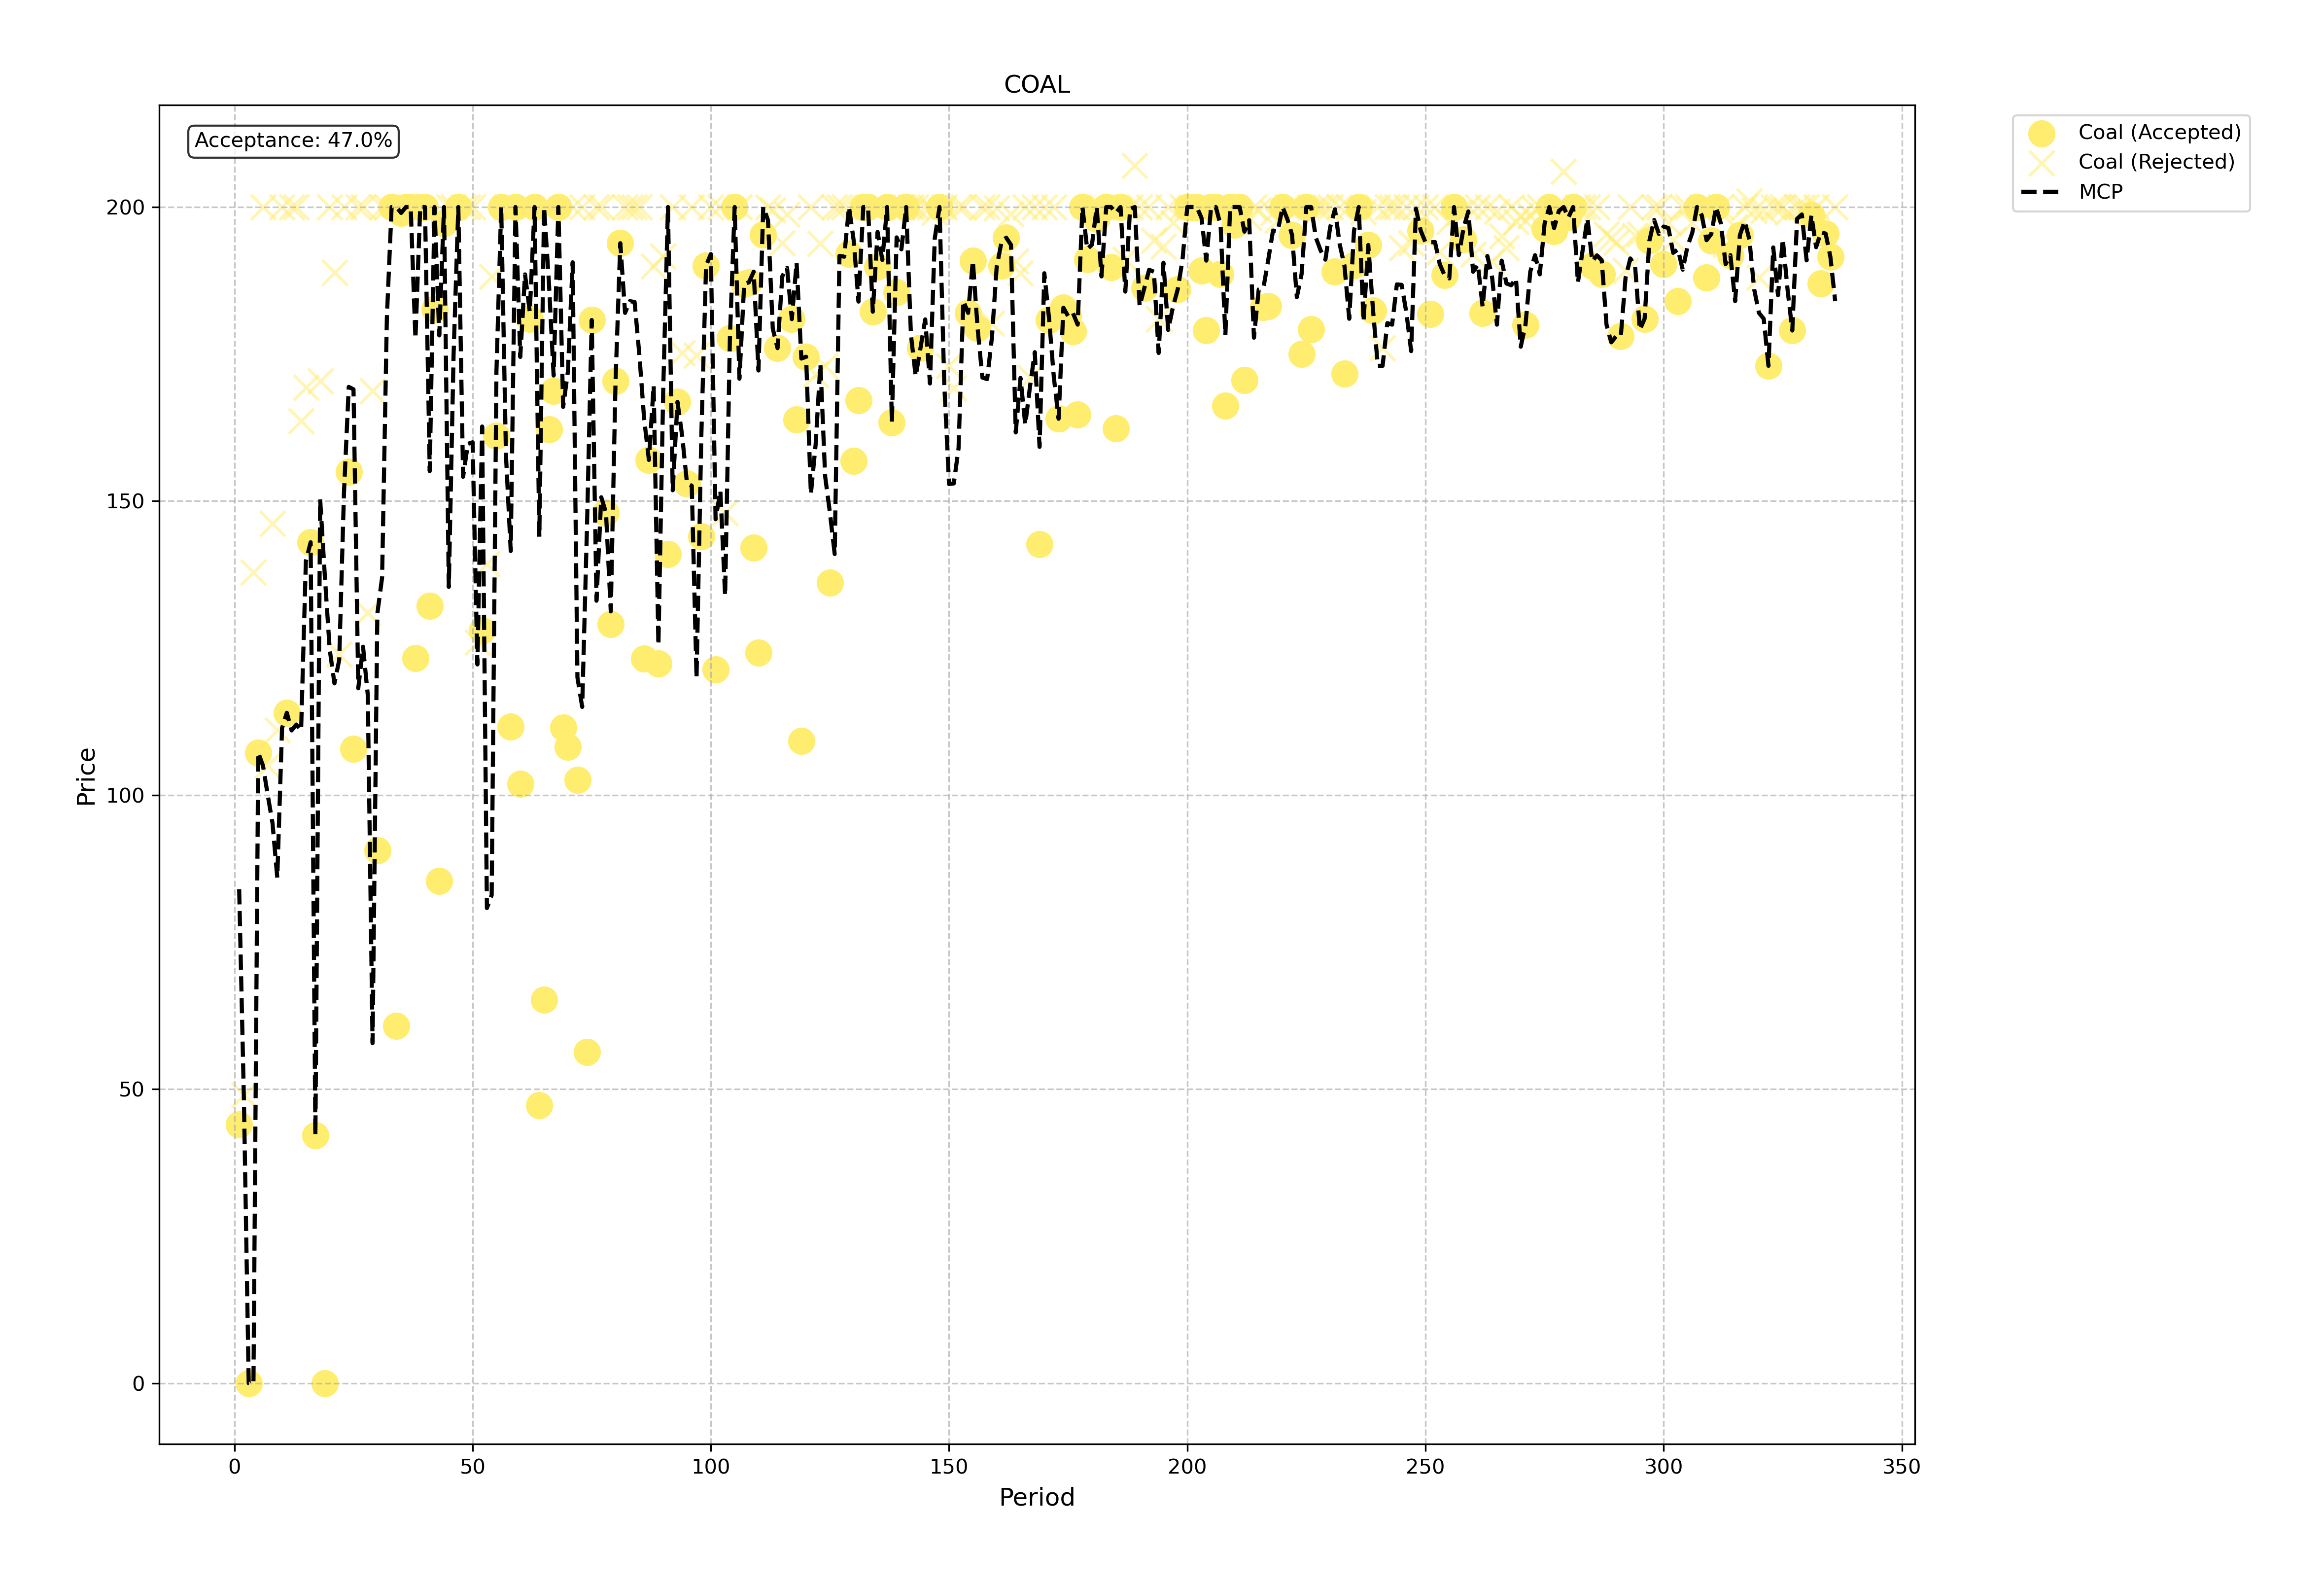 COAL
Acceptance: 47.0%
Coal (Accepted)
Coal (Rejected)
MCP
Price
200
150
100
50
0
0 50 100 150 200 250 300 350
Period